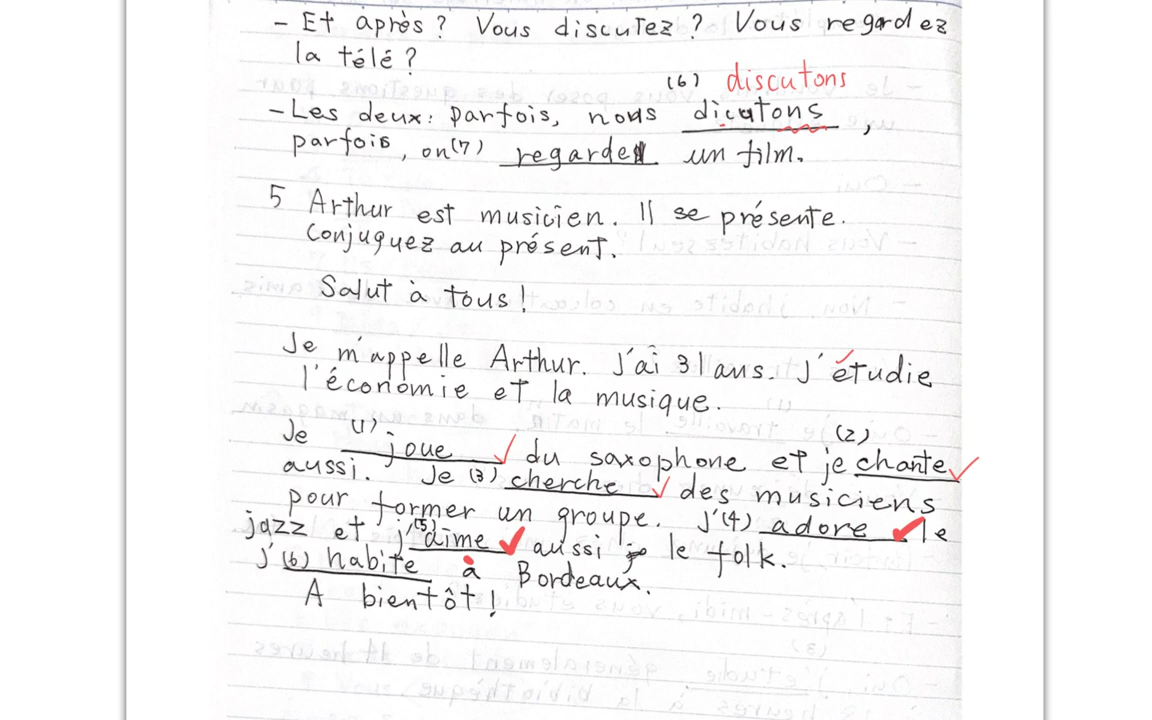 - Et après ? Vous discutez ? Vous regardez
la télé ?
(6) discutons
- Les deux : parfois, nous dicutons ,
parfois, on (7) regarde un film.
5 Arthur est musicien. Il se présente.
Conjuguez au présent.
Salut à tous !
Je m'appelle Arthur. J'ai 31 ans. J'étudie
l'économie et la musique.
Je (1) joue du saxophone et je (2) chante
aussi. Je (3) cherche des musiciens
pour former un groupe. J'(4) adore le
jazz et j'(5) aime aussi le folk.
J'(6) habite à Bordeaux.
A bientôt !